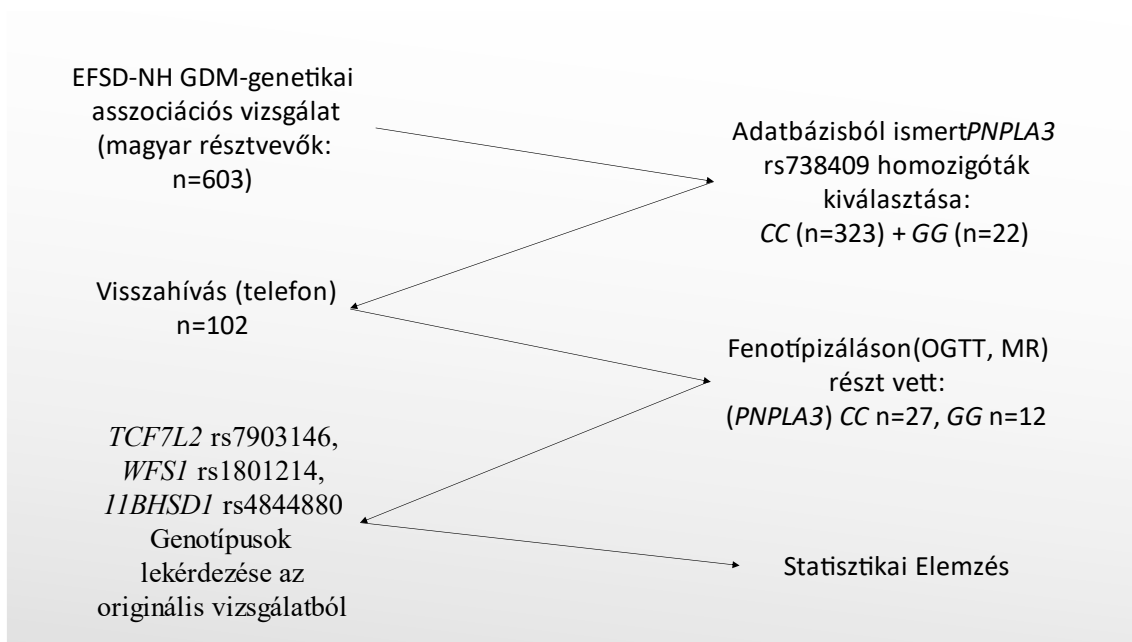 EFSD-NH GDM-genetikai
asszociációs vizsgálat
(magyar résztvevők:
n=603)
Adatbázisból ismertPNPLA3
rs738409 homozigóták
kiválasztása:
CC (n=323) + GG (n=22)
Visszahívás (telefon)
n=102
Fenotípizáláson(OGTT, MR)
részt vett:
(PNPLA3) CC n=27, GG n=12
TCF7L2 rs7903146,
WFS1 rs1801214,
11BHSD1 rs4844880
Genotípusok
lekérdezése az
originális vizsgálatból
Statisztikai Elemzés